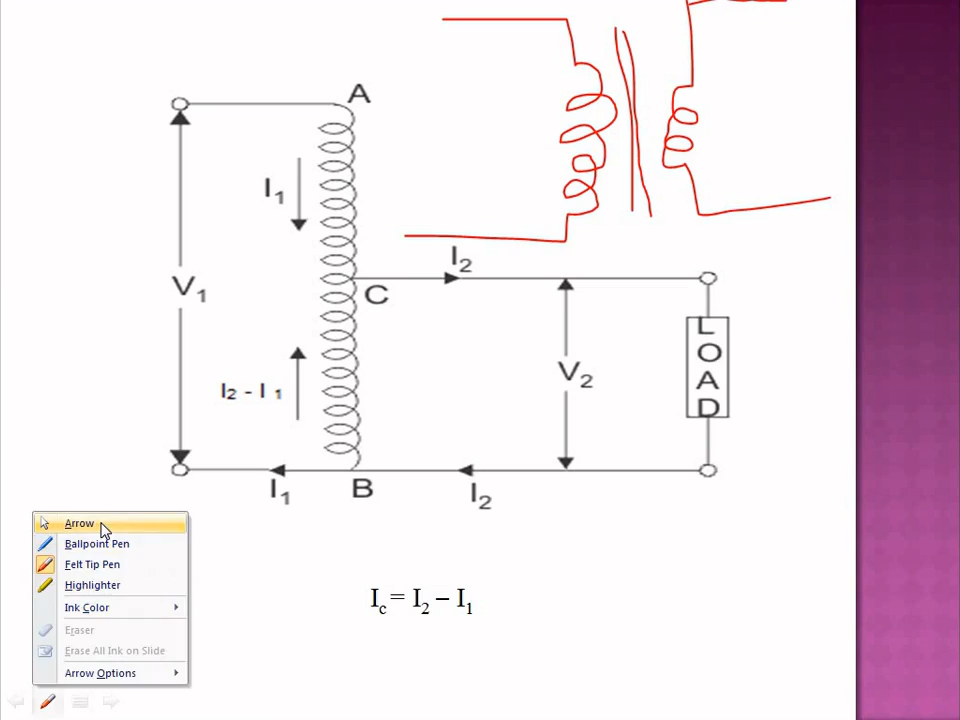 A
I1
I2
V1
C
V2
LOAD
I2 - I 1
I1
B
I2
Arrow
Ballpoint Pen
Felt Tip Pen
Highlighter
Ink Color
Eraser
Erase All Ink on Slide
Arrow Options
Ic = I2 – I1